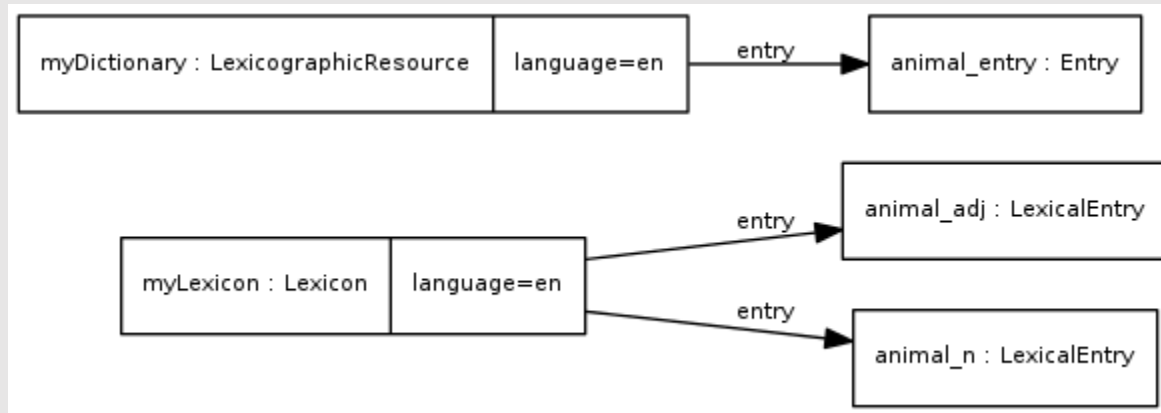 myDictionary : LexicographicResource language=en entry animal_entry : Entry
entry animal_adj : LexicalEntry
myLexicon : Lexicon language=en
entry animal_n : LexicalEntry